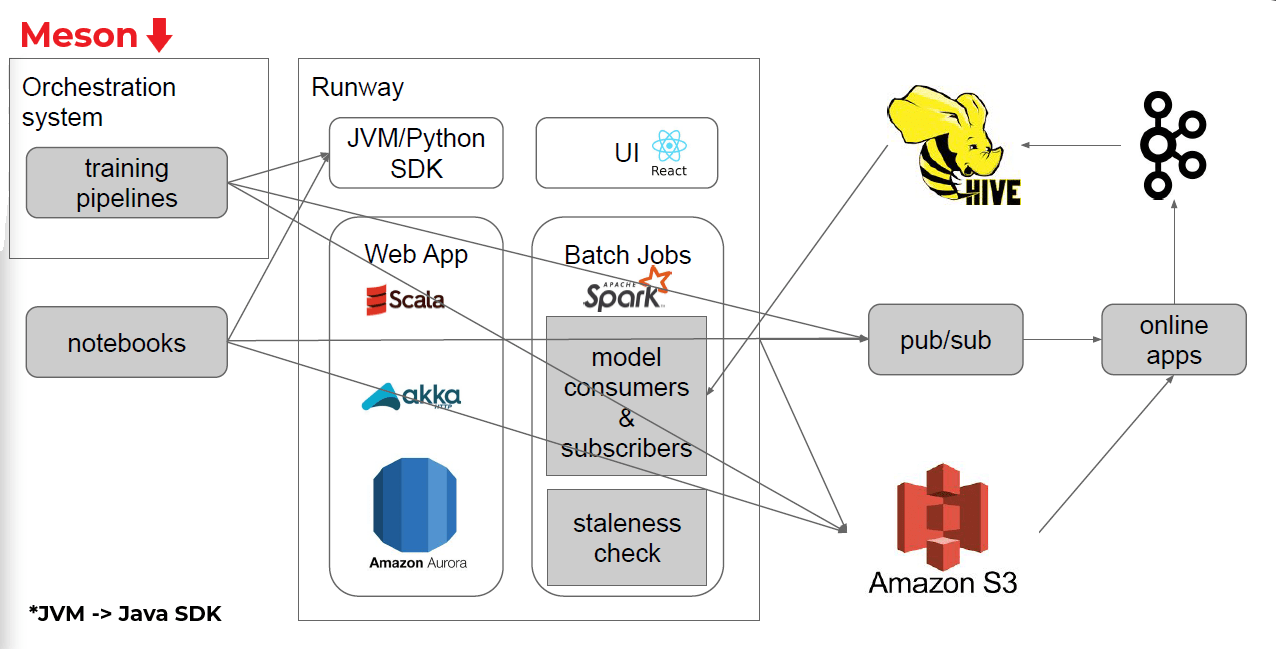 Meson
Orchestration
system
training
pipelines
notebooks
Runway
JVM/Python
SDK
UI
React
Web App
Scala
akka
HTTP
Amazon Aurora
Batch Jobs
APACHE
Spark
model
consumers
&
subscribers
staleness
check
HIVE
pub/sub
online
apps
Amazon S3
*JVM -> Java SDK